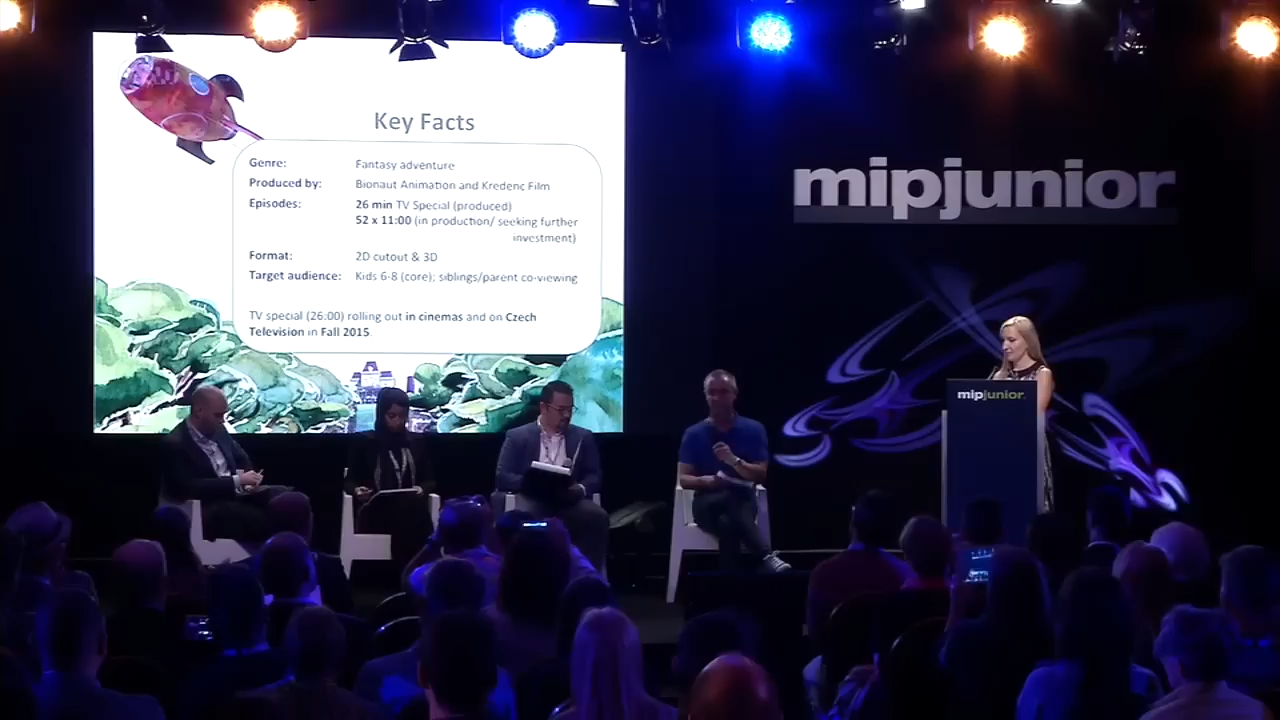 Key Facts
Genre: Fantasy adventure
Produced by: Bionaut Animation and Kredenc Film
Episodes: 26 min TV Special (produced)
52 x 11:00 (in production/ seeking further
investment)
Format: 2D cutout & 3D
Target audience: Kids 6-8 (core); siblings/parent co-viewing
TV special (26:00) rolling out in cinemas and on Czech
Television in Fall 2015.
mipjunior
mipjunior.